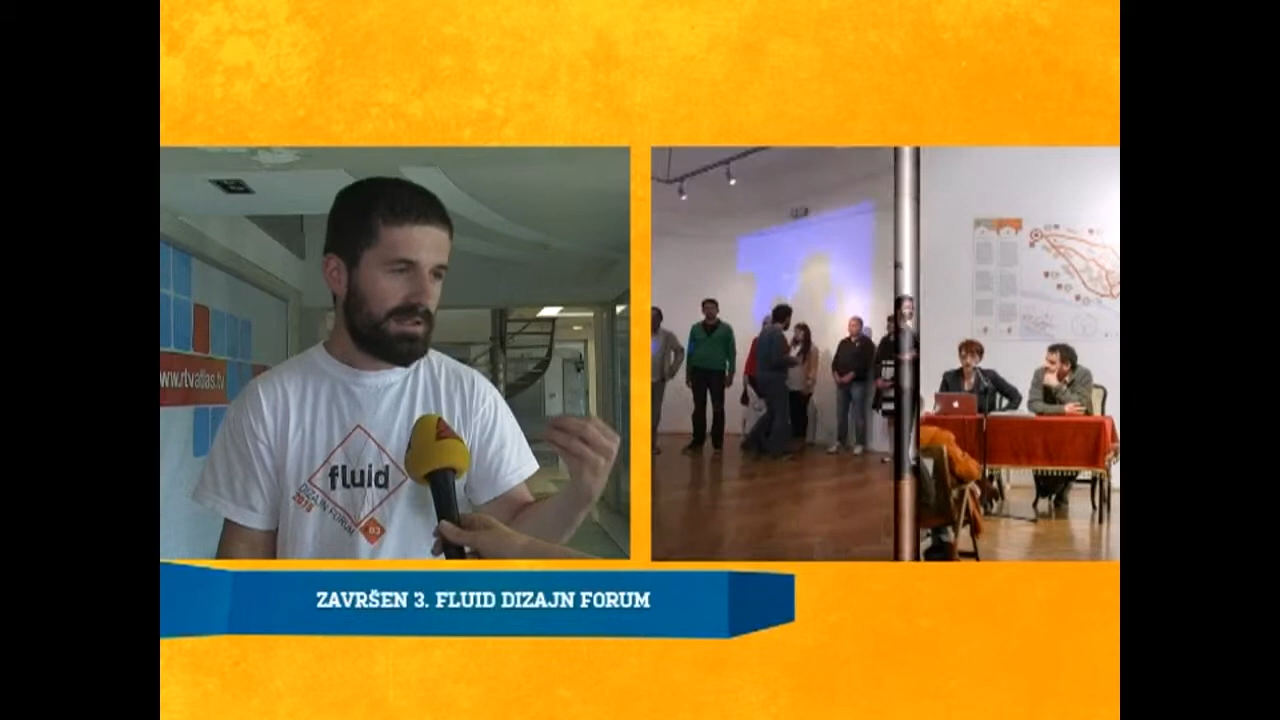 www.rtvatlas.tv
fluid
DIZAJN FORUM
2015
03
ZAVRŠEN 3. FLUID DIZAJN FORUM